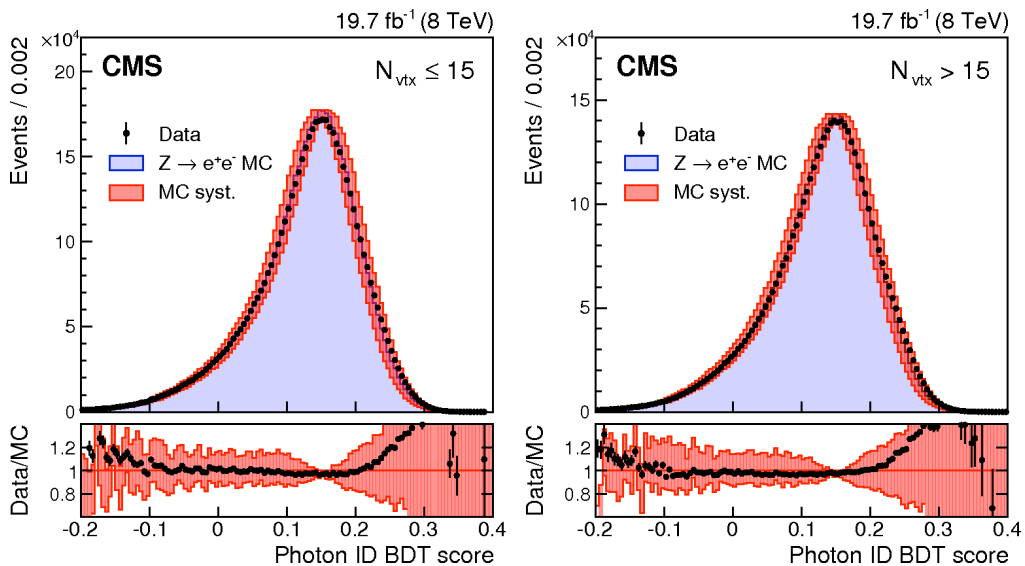 19.7 fb⁻¹ (8 TeV)
×10⁴
Events / 0.002
CMS
N_vtx ≤ 15
Data
Z → e⁺e⁻ MC
MC syst.
20
15
10
5
0
Data/MC
1.2
1
0.8
-0.2 -0.1 0 0.1 0.2 0.3 0.4
Photon ID BDT score
19.7 fb⁻¹ (8 TeV)
×10⁴
Events / 0.002
CMS
N_vtx > 15
Data
Z → e⁺e⁻ MC
MC syst.
15
10
5
0
Data/MC
1.2
1
0.8
-0.2 -0.1 0 0.1 0.2 0.3 0.4
Photon ID BDT score